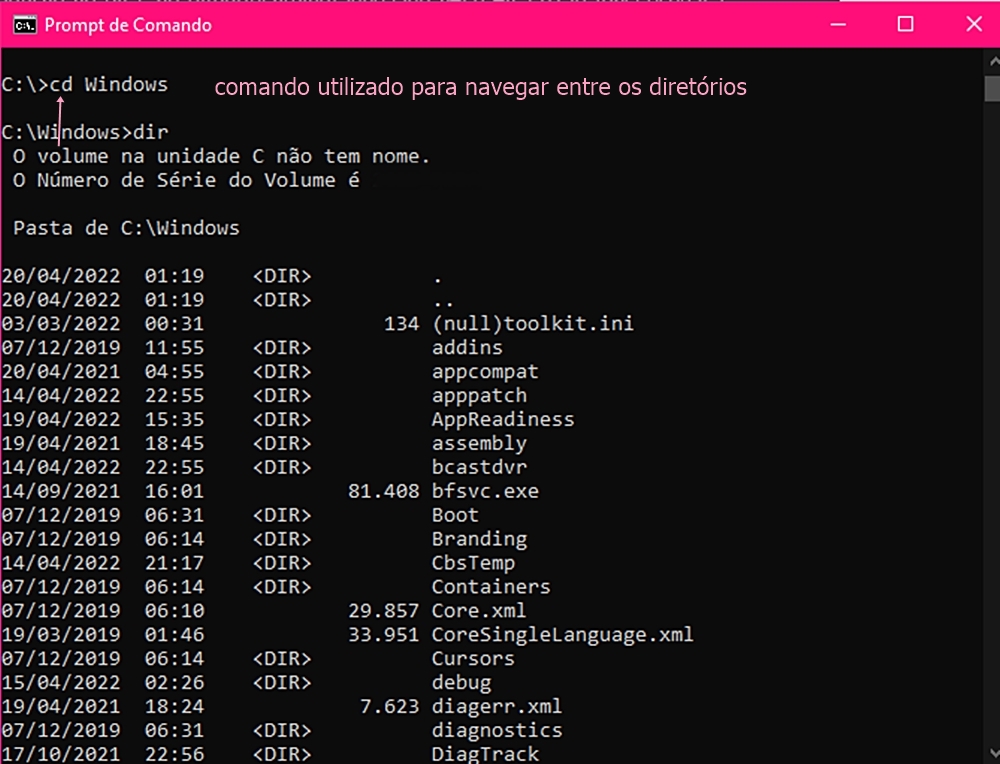 Prompt de Comando
C:\>cd Windows comando utilizado para navegar entre os diretórios
C:\Windows>dir
O volume na unidade C não tem nome.
O Número de Série do Volume é
Pasta de C:\Windows
20/04/2022 01:19 <DIR> .
20/04/2022 01:19 <DIR> ..
03/03/2022 00:31 134 (null)toolkit.ini
07/12/2019 11:55 <DIR> addins
20/04/2021 04:55 <DIR> appcompat
14/04/2022 22:55 <DIR> apppatch
19/04/2022 15:35 <DIR> AppReadiness
19/04/2021 18:45 <DIR> assembly
14/04/2022 22:55 <DIR> bcastdvr
14/09/2021 16:01 81.408 bfsvc.exe
07/12/2019 06:31 <DIR> Boot
07/12/2019 06:14 <DIR> Branding
14/04/2022 21:17 <DIR> CbsTemp
07/12/2019 06:14 <DIR> Containers
07/12/2019 06:10 29.857 Core.xml
19/03/2019 01:46 33.951 CoreSingleLanguage.xml
07/12/2019 06:14 <DIR> Cursors
15/04/2022 02:26 <DIR> debug
19/04/2021 18:24 7.623 diagerr.xml
07/12/2019 06:31 <DIR> diagnostics
17/10/2021 22:56 <DIR> DiagTrack